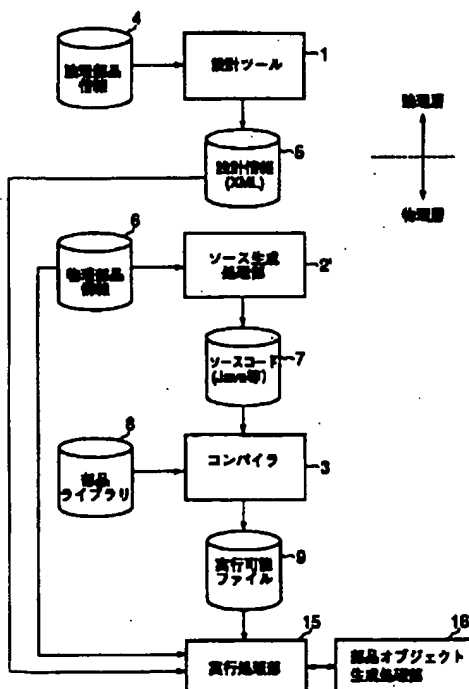 4
論理部品
情報
設計ツール
1
論理層
設計情報
(XML)
5
物理層
6
物理部品
情報
ソース生成
処理部
2'
ソースコード
(Java等)
7
8
部品
ライブラリ
コンパイラ
3
実行可能
ファイル
9
15
実行処理部
16
部品オブジェクト
生成処理部